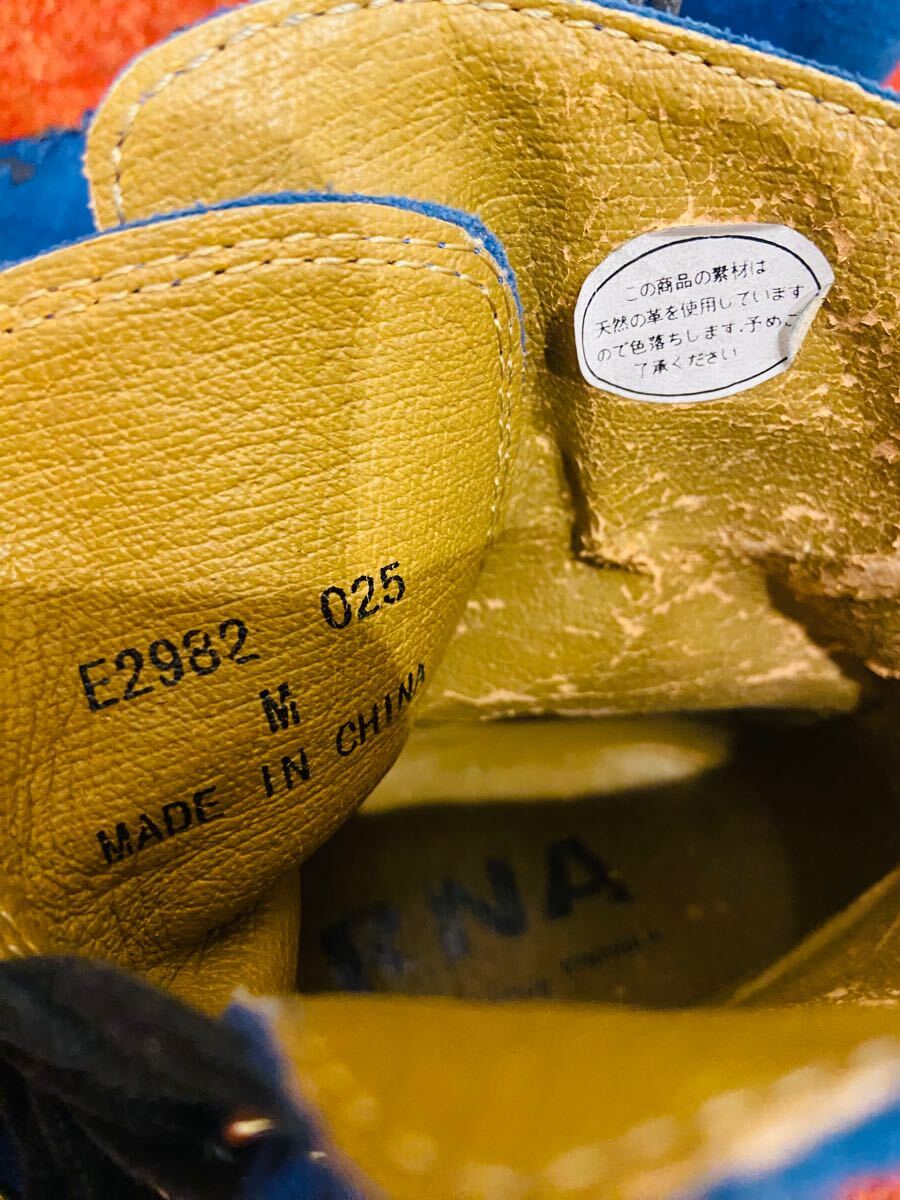 この商品の素材は
天然の革を使用しています
ので色落ちします.予めご
了承ください
E2982 025
M
MADE IN CHINA
RNA